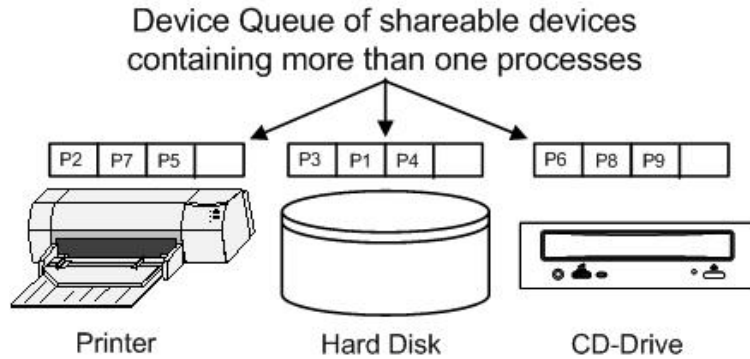 Device Queue of shareable devices
containing more than one processes
P2 P7 P5
P3 P1 P4
P6 P8 P9
Printer
Hard Disk
CD-Drive